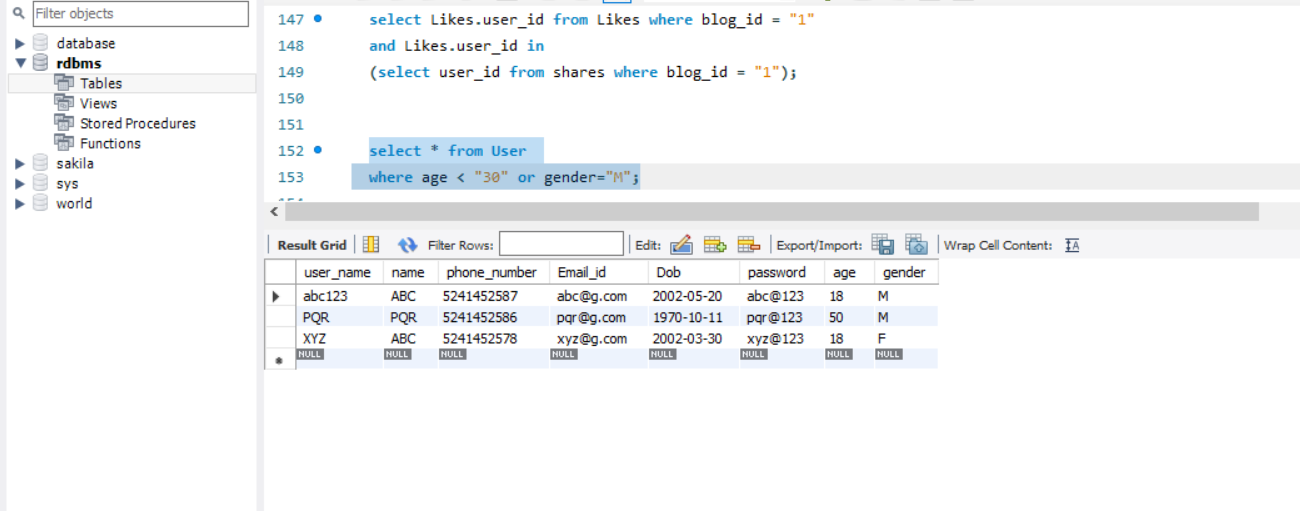 Filter objects
database
rdbms
Tables
Views
Stored Procedures
Functions
sakila
sys
world
147 select Likes.user_id from Likes where blog_id = "1"
148 and Likes.user_id in
149 (select user_id from shares where blog_id = "1");
150
151
152 select * from User
153 where age < "30" or gender="M";
Result Grid Filter Rows: Edit: Export/Import: Wrap Cell Content: IA
user_name name phone_number Email_id Dob password age gender
abc123 ABC 5241452587 abc@g.com 2002-05-20 abc@123 18 M
PQR PQR 5241452586 pqr@g.com 1970-10-11 pqr@123 50 M
XYZ ABC 5241452578 xyz@g.com 2002-03-30 xyz@123 18 F
NULL NULL NULL NULL NULL NULL NULL NULL